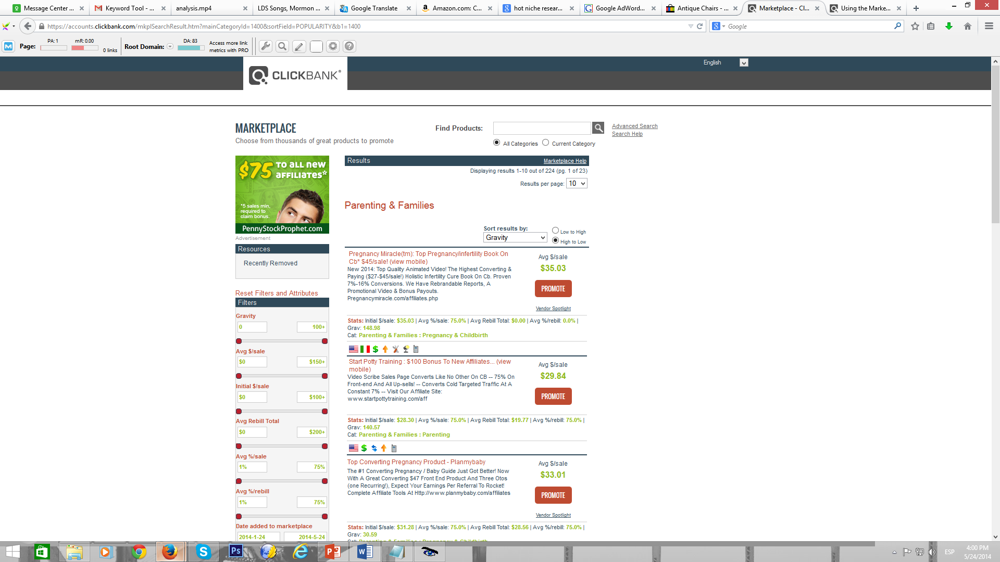 Message Center ...
Keyword Tool - ...
analysis.mp4
LDS Songs, Mormon ...
Google Translate
Amazon.com: C...
hot niche resear...
Google AdWord...
Antique Chairs - ...
Marketplace - Cl...
Using the Marke...
https://accounts.clickbank.com/mkplSearchResult.htm?mainCategoryId=1400&sortField=POPULARITY&b1=1400
Google
Page:
PA: 1
mR: 0.00
0 links
Root Domain:
DA: 83
Access more link
metrics with PRO
English
CLICKBANK®
MARKETPLACE
Choose from thousands of great products to promote
Find Products:
All Categories
Current Category
Advanced Search
Search Help
$75 TO ALL NEW
AFFILIATES*
*5 sales min,
required to
claim bonus.
PennyStockProphet.com
Advertisement
Resources
Recently Removed
Reset Filters and Attributes
Filters
Gravity
0 100+
Avg $/sale
$0 $150+
Initial $/sale
$0 $100+
Avg Rebill Total
$0 $200+
Avg %/sale
1% 75%
Avg %/rebill
1% 75%
Date added to marketplace
2014-1-24 2014-5-24
Results
Marketplace Help
Displaying results 1-10 out of 224 (pg. 1 of 23)
Results per page: 10
Parenting & Families
Sort results by:
Gravity
Low to High
High to Low
Pregnancy Miracle(tm): Top Pregnancy/infertility Book On
Cb* $45/sale! (view mobile)
New 2014: Top Quality Animated Video! The Highest Converting &
Paying ($27-$45/sale!) Holistic Infertility Cure Book On Cb. Proven
7%-16% Conversions. We Have Rebrandable Reports, A
Promotional Video & Bonus Payouts.
Pregnancymiracle.com/affiliates.php
Avg $/sale
$35.03
PROMOTE
Vendor Spotlight
Stats: Initial $/sale: $35.03 | Avg %/sale: 75.0% | Avg Rebill Total: $0.00 | Avg %/rebill: 0.0% |
Grav: 148.98
Cat: Parenting & Families : Pregnancy & Childbirth
Start Potty Training : $100 Bonus To New Affiliates... (view
mobile)
Video Scribe Sales Page Converts Like No Other On CB -- 75% On
Front-end And All Up-sells! -- Converts Cold Targeted Traffic At A
Constant 7% -- Visit Our Affiliate Site:
www.startpottytraining.com/aff
Avg $/sale
$29.84
PROMOTE
Stats: Initial $/sale: $28.30 | Avg %/sale: 75.0% | Avg Rebill Total: $19.77 | Avg %/rebill: 75.0% |
Grav: 140.57
Cat: Parenting & Families : Parenting
Top Converting Pregnancy Product - Planmybaby
The #1 Converting Pregnancy / Baby Guide Just Got Better! Now
With A Great Converting $47 Front End Product And Three Otos
(one Recurring!), Expect Your Earnings Per Referral To Rocket!
Complete Affiliate Tools At Http://www.planmybaby.com/affiliates
Avg $/sale
$33.01
PROMOTE
Vendor Spotlight
Stats: Initial $/sale: $31.28 | Avg %/sale: 75.0% | Avg Rebill Total: $28.56 | Avg %/rebill: 75.0% |
Grav: 30.59
Cat: Parenting & Families : Pregnancy & Childbirth
ESP
4:00 PM
5/24/2014